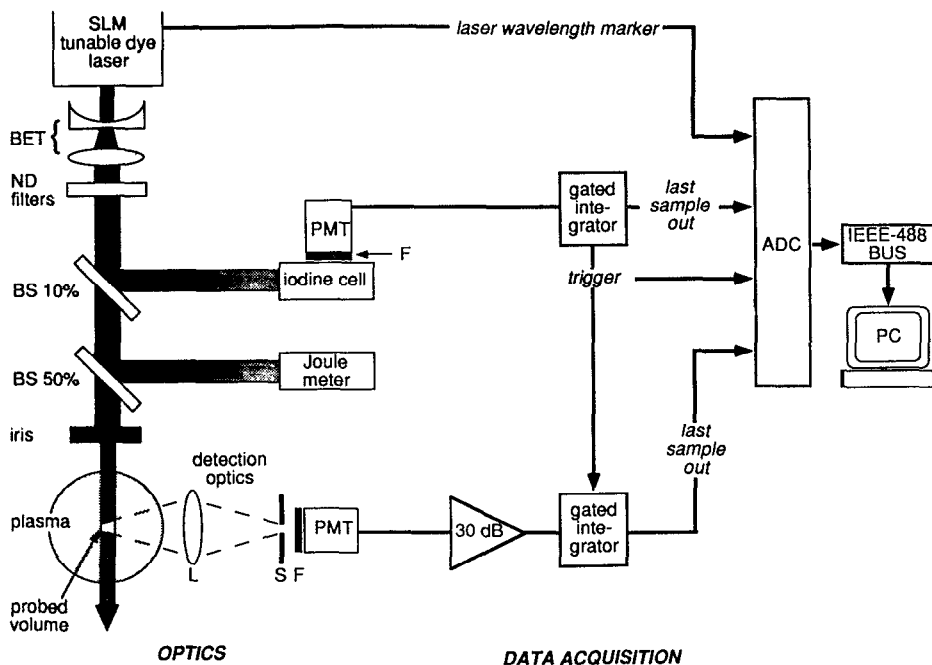 SLM
tunable dye
laser
laser wavelength marker
BET
ND
filters
PMT
F
iodine cell
gated
inte-
grator
last
sample
out
ADC
IEEE-488
BUS
BS 10%
trigger
PC
BS 50%
Joule
meter
iris
detection
optics
last
sample
out
plasma
PMT
30 dB
gated
inte-
grator
L
S F
probed
volume
OPTICS
DATA ACQUISITION